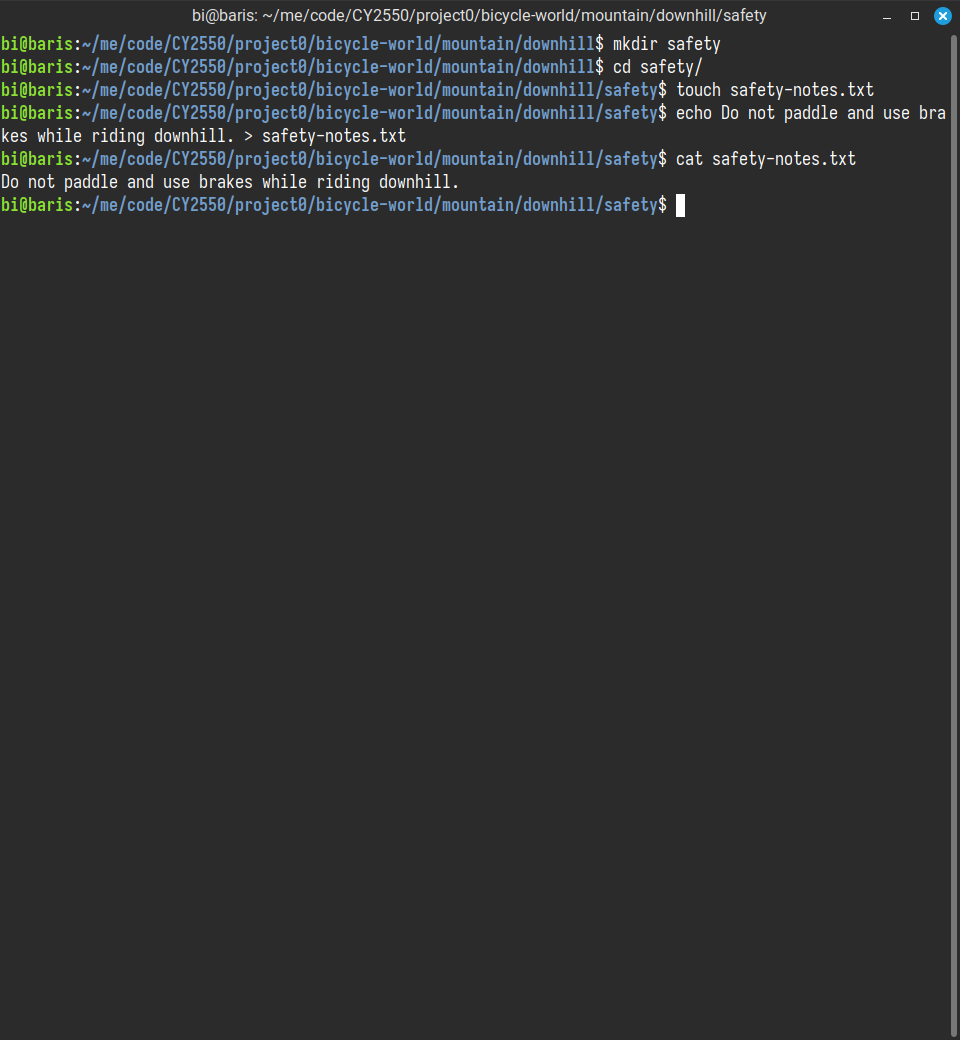 bi@baris: ~/me/code/CY2550/project0/bicycle-world/mountain/downhill/safety
bi@baris:~/me/code/CY2550/project0/bicycle-world/mountain/downhill$ mkdir safety
bi@baris:~/me/code/CY2550/project0/bicycle-world/mountain/downhill$ cd safety/
bi@baris:~/me/code/CY2550/project0/bicycle-world/mountain/downhill/safety$ touch safety-notes.txt
bi@baris:~/me/code/CY2550/project0/bicycle-world/mountain/downhill/safety$ echo Do not paddle and use bra
kes while riding downhill. > safety-notes.txt
bi@baris:~/me/code/CY2550/project0/bicycle-world/mountain/downhill/safety$ cat safety-notes.txt
Do not paddle and use brakes while riding downhill.
bi@baris:~/me/code/CY2550/project0/bicycle-world/mountain/downhill/safety$